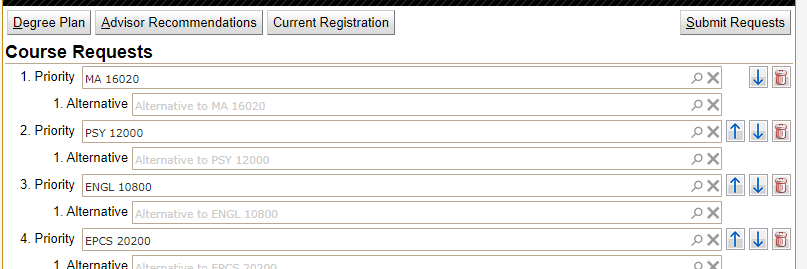 Degree Plan Advisor Recommendations Current Registration Submit Requests
Course Requests
1. Priority MA 16020
1. Alternative Alternative to MA 16020
2. Priority PSY 12000
1. Alternative Alternative to PSY 12000
3. Priority ENGL 10800
1. Alternative Alternative to ENGL 10800
4. Priority EPCS 20200
1. Alternative Alternative to EPCS 20200